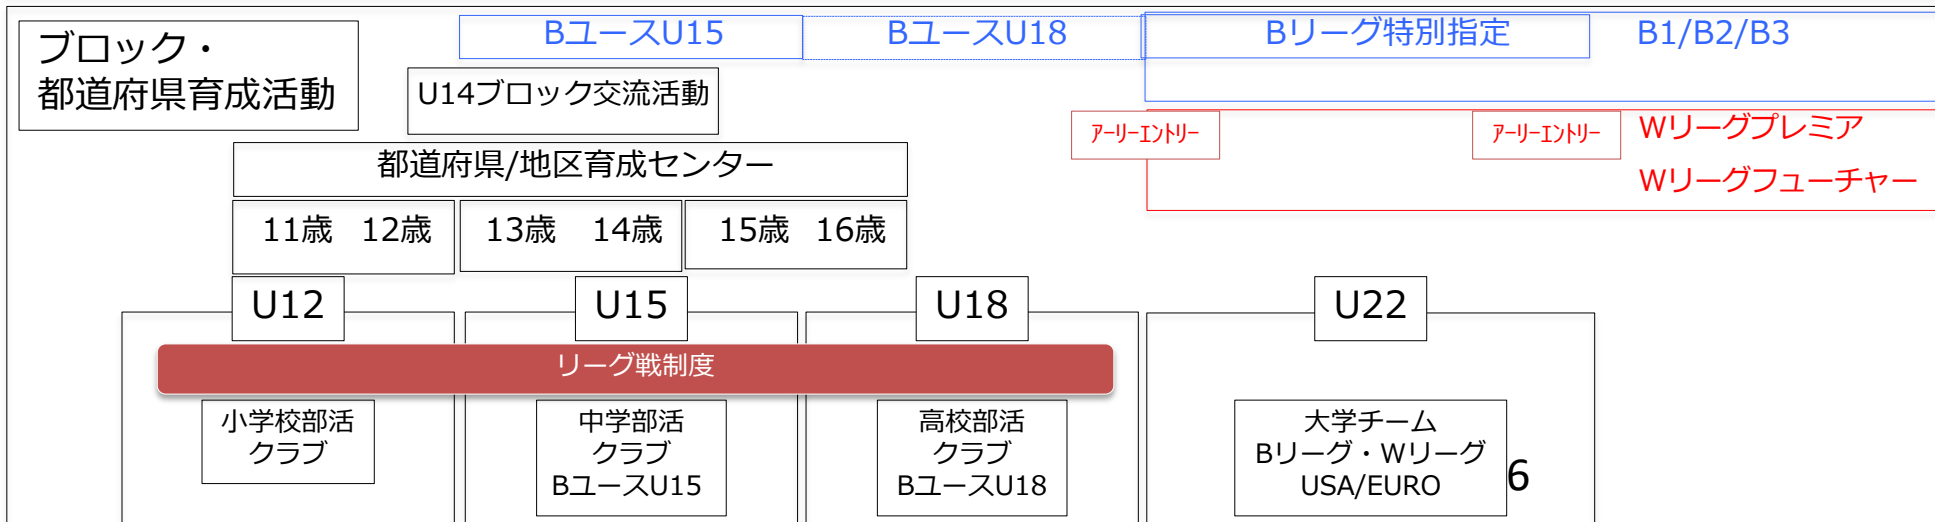 ブロック・
都道府県育成活動
BユースU15
BユースU18
Bリーグ特別指定
B1/B2/B3
U14ブロック交流活動
ｱｰﾘｰｴﾝﾄﾘｰ
ｱｰﾘｰｴﾝﾄﾘｰ
Wリーグプレミア
Wリーグフューチャー
都道府県/地区育成センター
11歳 12歳
13歳 14歳
15歳 16歳
U12
U15
U18
U22
リーグ戦制度
小学校部活
クラブ
中学部活
クラブ
BユースU15
高校部活
クラブ
BユースU18
大学チーム
Bリーグ・Wリーグ
USA/EURO
6